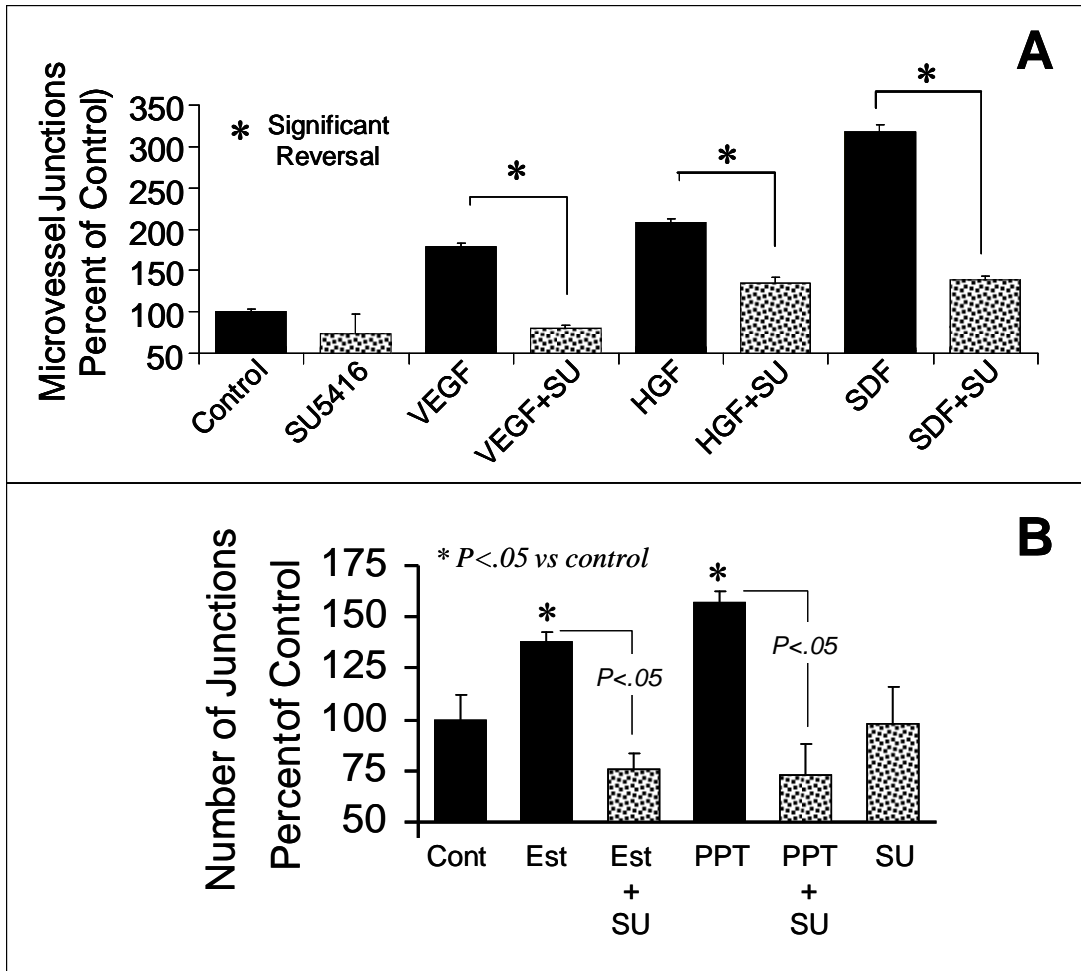 A
Microvessel Junctions
Percent of Control)
350
300
250
200
150
100
50
* Significant
Reversal
*
*
*
Control
SU5416
VEGF
VEGF+SU
HGF
HGF+SU
SDF
SDF+SU
B
Number of Junctions
Percent of Control
175
150
125
100
75
50
* P<.05 vs control
*
*
P<.05
P<.05
Cont
Est
Est
+
SU
PPT
PPT
+
SU
SU